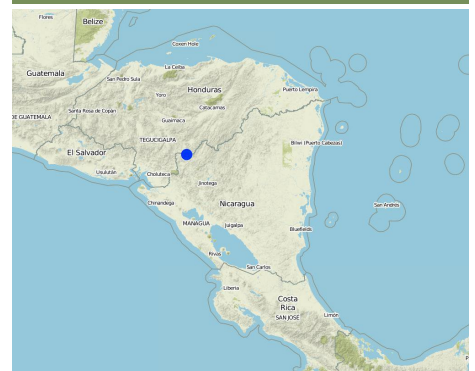 Flores
Belize
Coxen Hole
Guatemala
La Ceiba
San Pedro Sula
Puerto Lempira
Honduras
Yoro
Catacamas
Santa Rosa de Copán
Guaimaca
DE GUATEMALA
TEGUCIGALPA
Bilwi (Puerto Cabezas)
El Salvador
Usulután
Choluteca
Jinotega
Chinandega
Nicaragua
San Andres
MANAGUA
Juigalpa
Bluefields
Rivas
San Carlos
Liberia
Costa
Rica
Limón
SAN JOSÉ
P